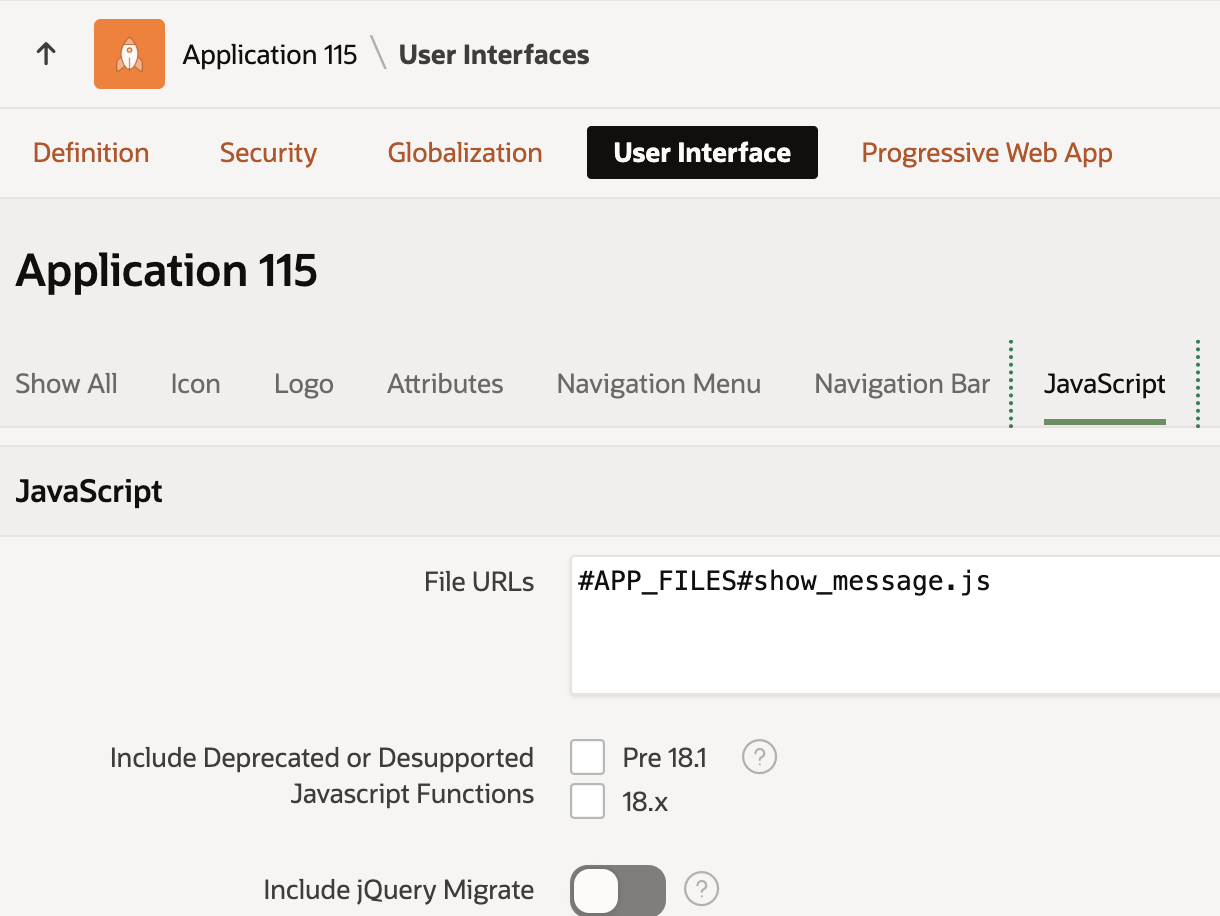 Application 115 \ User Interfaces
Definition Security Globalization User Interface Progressive Web App
Application 115
Show All Icon Logo Attributes Navigation Menu Navigation Bar JavaScript
JavaScript
File URLs #APP_FILES#show_message.js
Include Deprecated or Desupported Pre 18.1 ?
Javascript Functions 18.x
Include jQuery Migrate ?